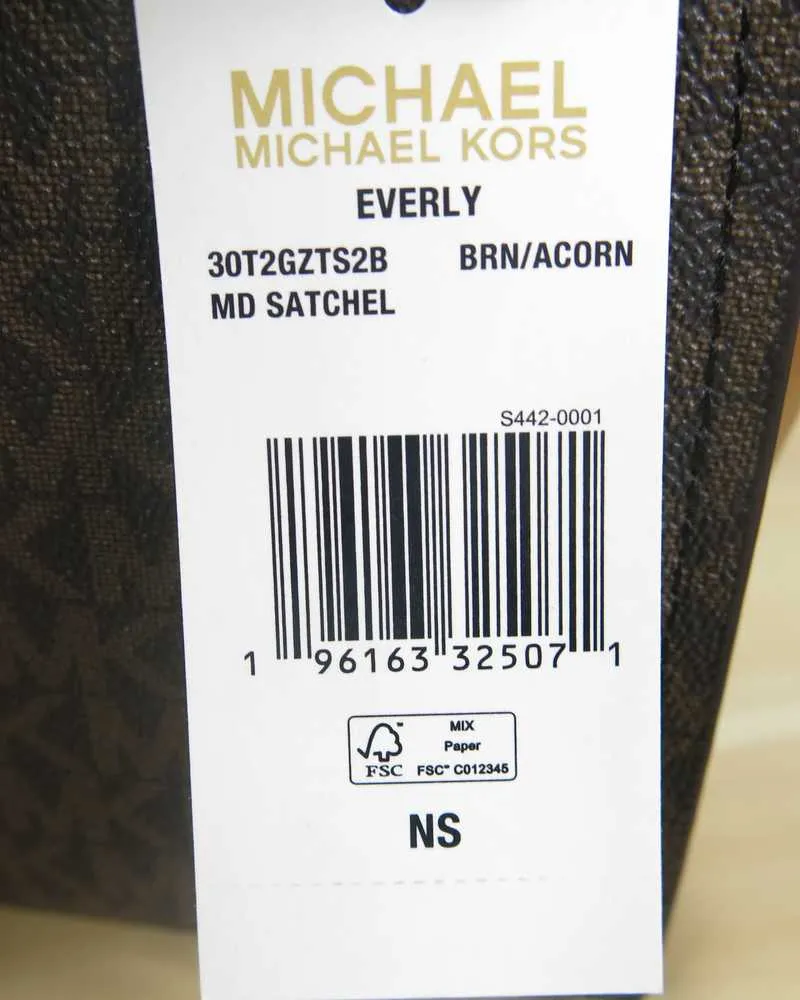 MICHAEL
MICHAEL KORS
EVERLY
30T2GZTS2B BRN/ACORN
MD SATCHEL
S442-0001
1 96163 32507 1
FSC™
FSC
MIX
Paper
FSC™ C012345
NS